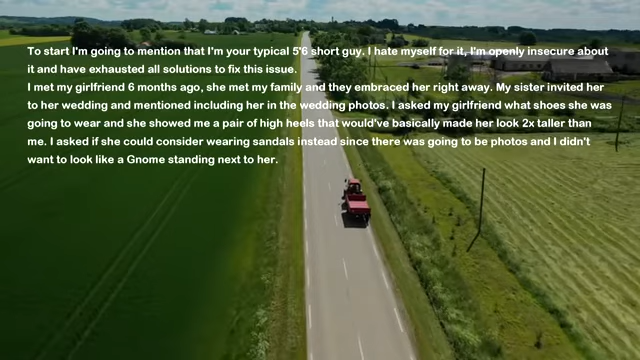 To start I'm going to mention that I'm your typical 5'6 short guy. I hate myself for it, I'm openly insecure about
it and have exhausted all solutions to fix this issue.
I met my girlfriend 6 months ago, she met my family and they embraced her right away. My sister invited her
to her wedding and mentioned including her in the wedding photos. I asked my girlfriend what shoes she was
going to wear and she showed me a pair of high heels that would've basically made her look 2x taller than
me. I asked if she could consider wearing sandals instead since there was going to be photos and I didn't
want to look like a Gnome standing next to her.